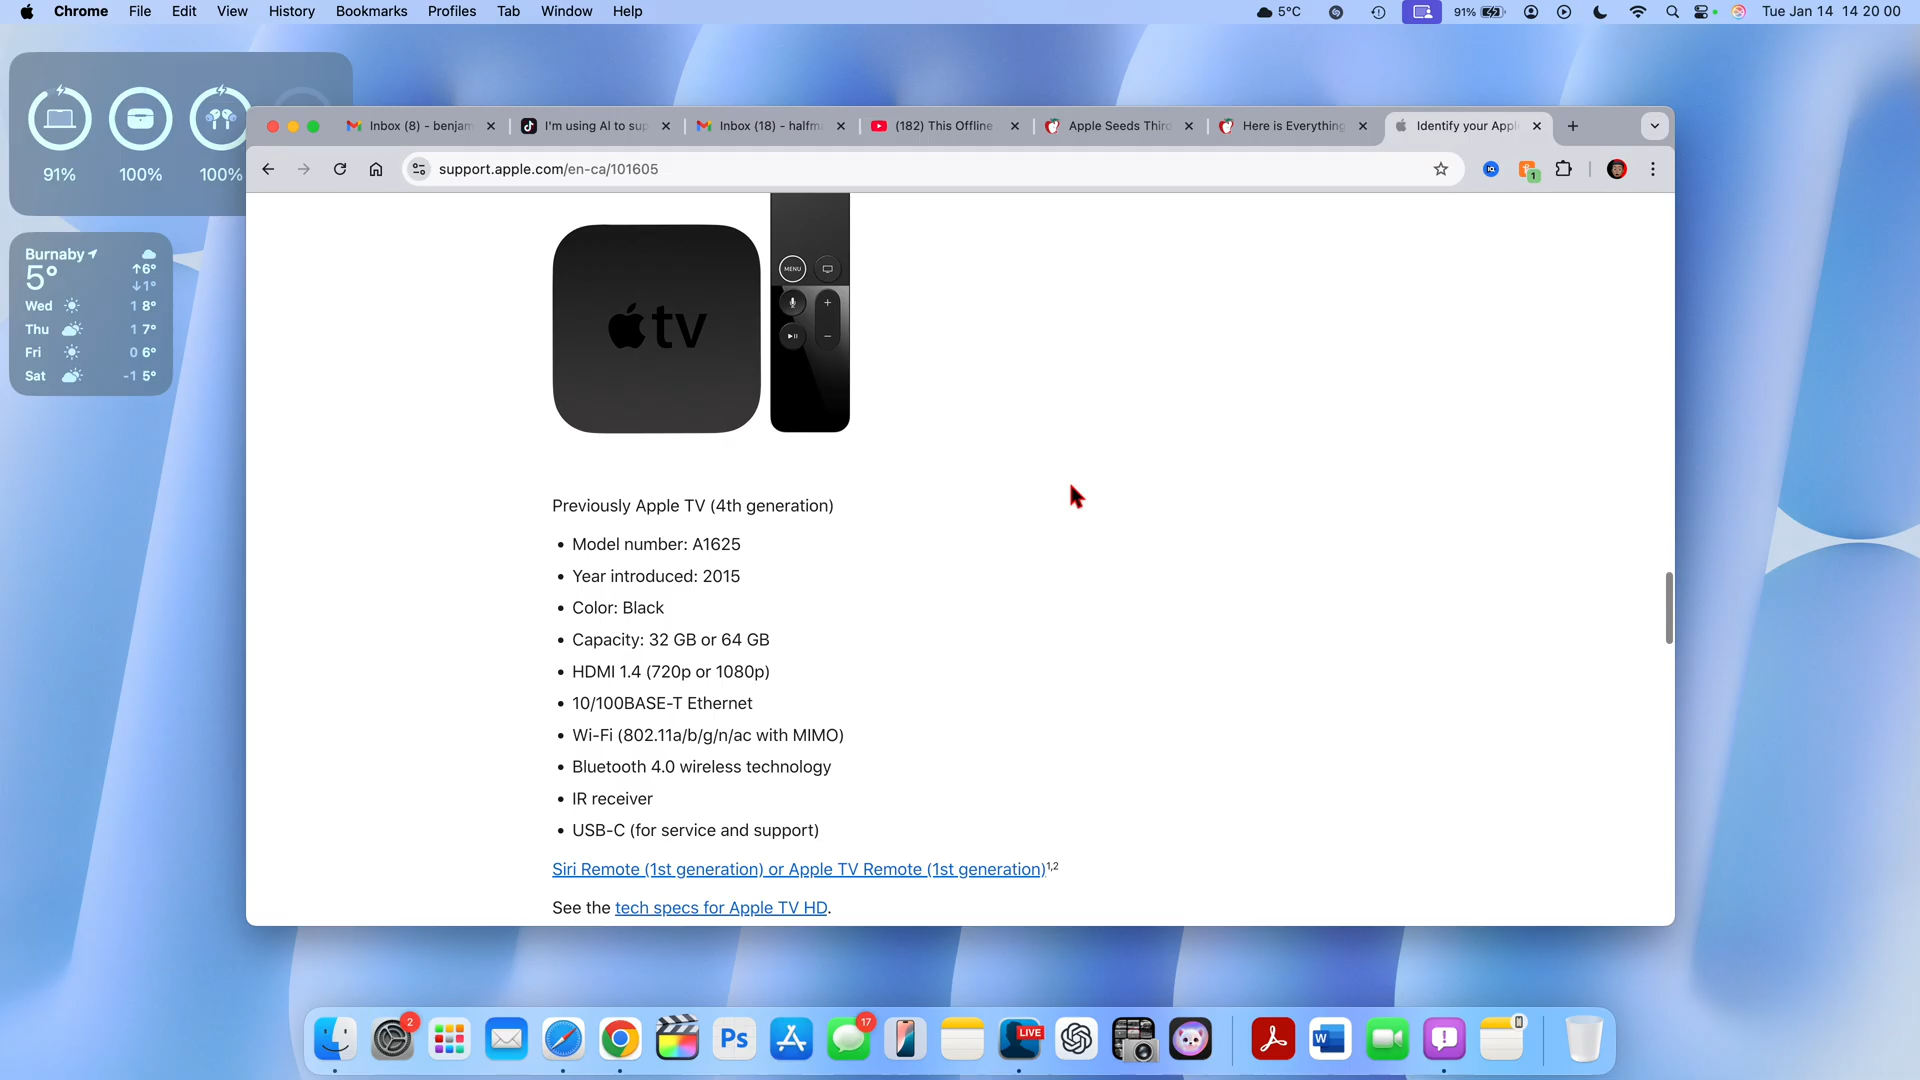 Chrome File Edit View History Bookmarks Profiles Tab Window Help 5°C 91% Tue Jan 14 14 20 00
91% 100% 100%
Burnaby
5° ↑6° ↓1°
Wed 1 8°
Thu 1 7°
Fri 0 6°
Sat -1 5°
Inbox (8) - benjam I'm using AI to sup Inbox (18) - halfm (182) This Offline Apple Seeds Third Here is Everything Identify your Apple
support.apple.com/en-ca/101605 1
tv
MENU
Previously Apple TV (4th generation)
• Model number: A1625
• Year introduced: 2015
• Color: Black
• Capacity: 32 GB or 64 GB
• HDMI 1.4 (720p or 1080p)
• 10/100BASE-T Ethernet
• Wi-Fi (802.11a/b/g/n/ac with MIMO)
• Bluetooth 4.0 wireless technology
• IR receiver
• USB-C (for service and support)
Siri Remote (1st generation) or Apple TV Remote (1st generation)1,2
See the tech specs for Apple TV HD.
2 Ps 17 LIVE W